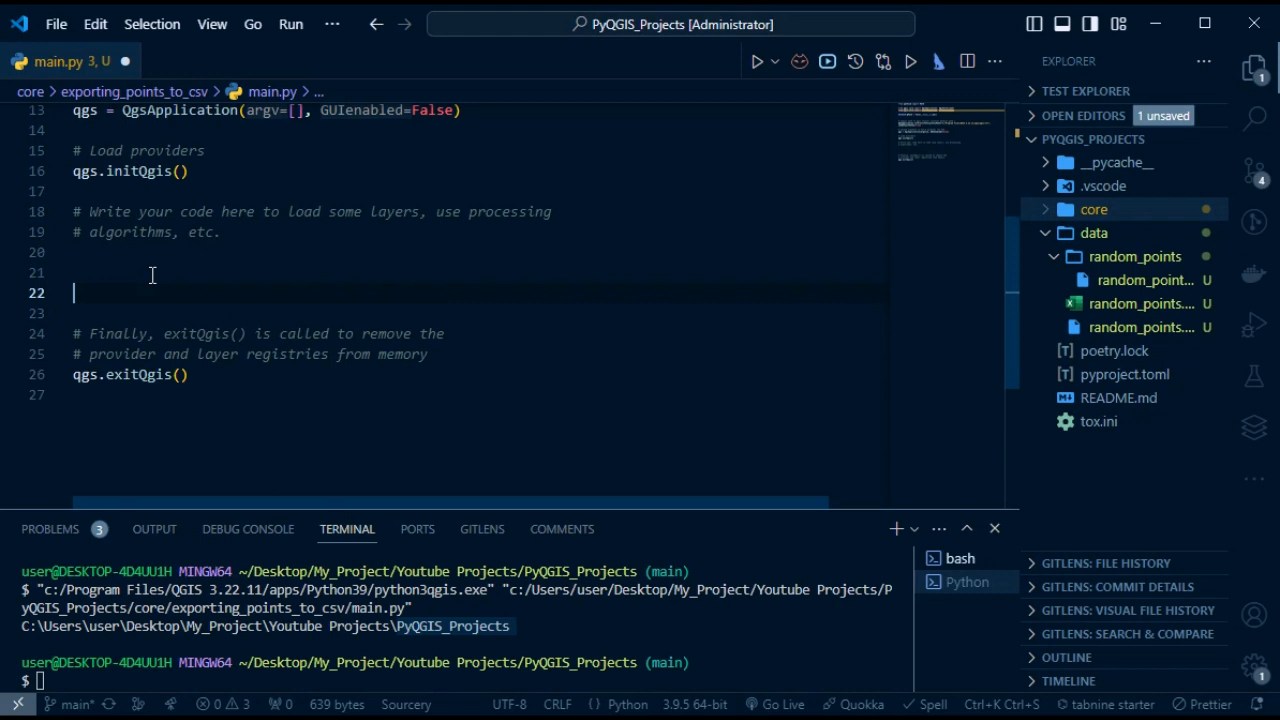 File Edit Selection View Go Run ··· PyQGIS_Projects [Administrator]
main.py 3, U
core > exporting_points_to_csv > main.py > ...
13 qgs = QgsApplication(argv=[], GUIenabled=False)
14
15 # Load providers
16 qgs.initQgis()
17
18 # Write your code here to load some layers, use processing
19 # algorithms, etc.
20
21
22
23
24 # Finally, exitQgis() is called to remove the
25 # provider and layer registries from memory
26 qgs.exitQgis()
27
EXPLORER
TEST EXPLORER
OPEN EDITORS 1 unsaved
PYQGIS_PROJECTS
__pycache__
.vscode
core
data
random_points
random_point... U
random_points.... U
random_points.... U
poetry.lock
pyproject.toml
README.md
tox.ini
GITLENS: FILE HISTORY
GITLENS: COMMIT DETAILS
GITLENS: VISUAL FILE HISTORY
GITLENS: SEARCH & COMPARE
OUTLINE
TIMELINE
1
4
1
PROBLEMS 3 OUTPUT DEBUG CONSOLE TERMINAL PORTS GITLENS COMMENTS
user@DESKTOP-4D4UU1H MINGW64 ~/Desktop/My_Project/Youtube Projects/PyQGIS_Projects (main)
$ "c:/Program Files/QGIS 3.22.11/apps/Python39/python3qgis.exe" "c:/Users/user/Desktop/My_Project/Youtube Projects/P
yQGIS_Projects/core/exporting_points_to_csv/main.py"
C:\Users\user\Desktop\My_Project\Youtube Projects\PyQGIS_Projects
user@DESKTOP-4D4UU1H MINGW64 ~/Desktop/My_Project/Youtube Projects/PyQGIS_Projects (main)
$
bash
Python
main* 0 3 0 639 bytes Sourcery UTF-8 CRLF {} Python 3.9.5 64-bit Go Live Quokka Spell Ctrl+K Ctrl+S tabnine starter Prettier